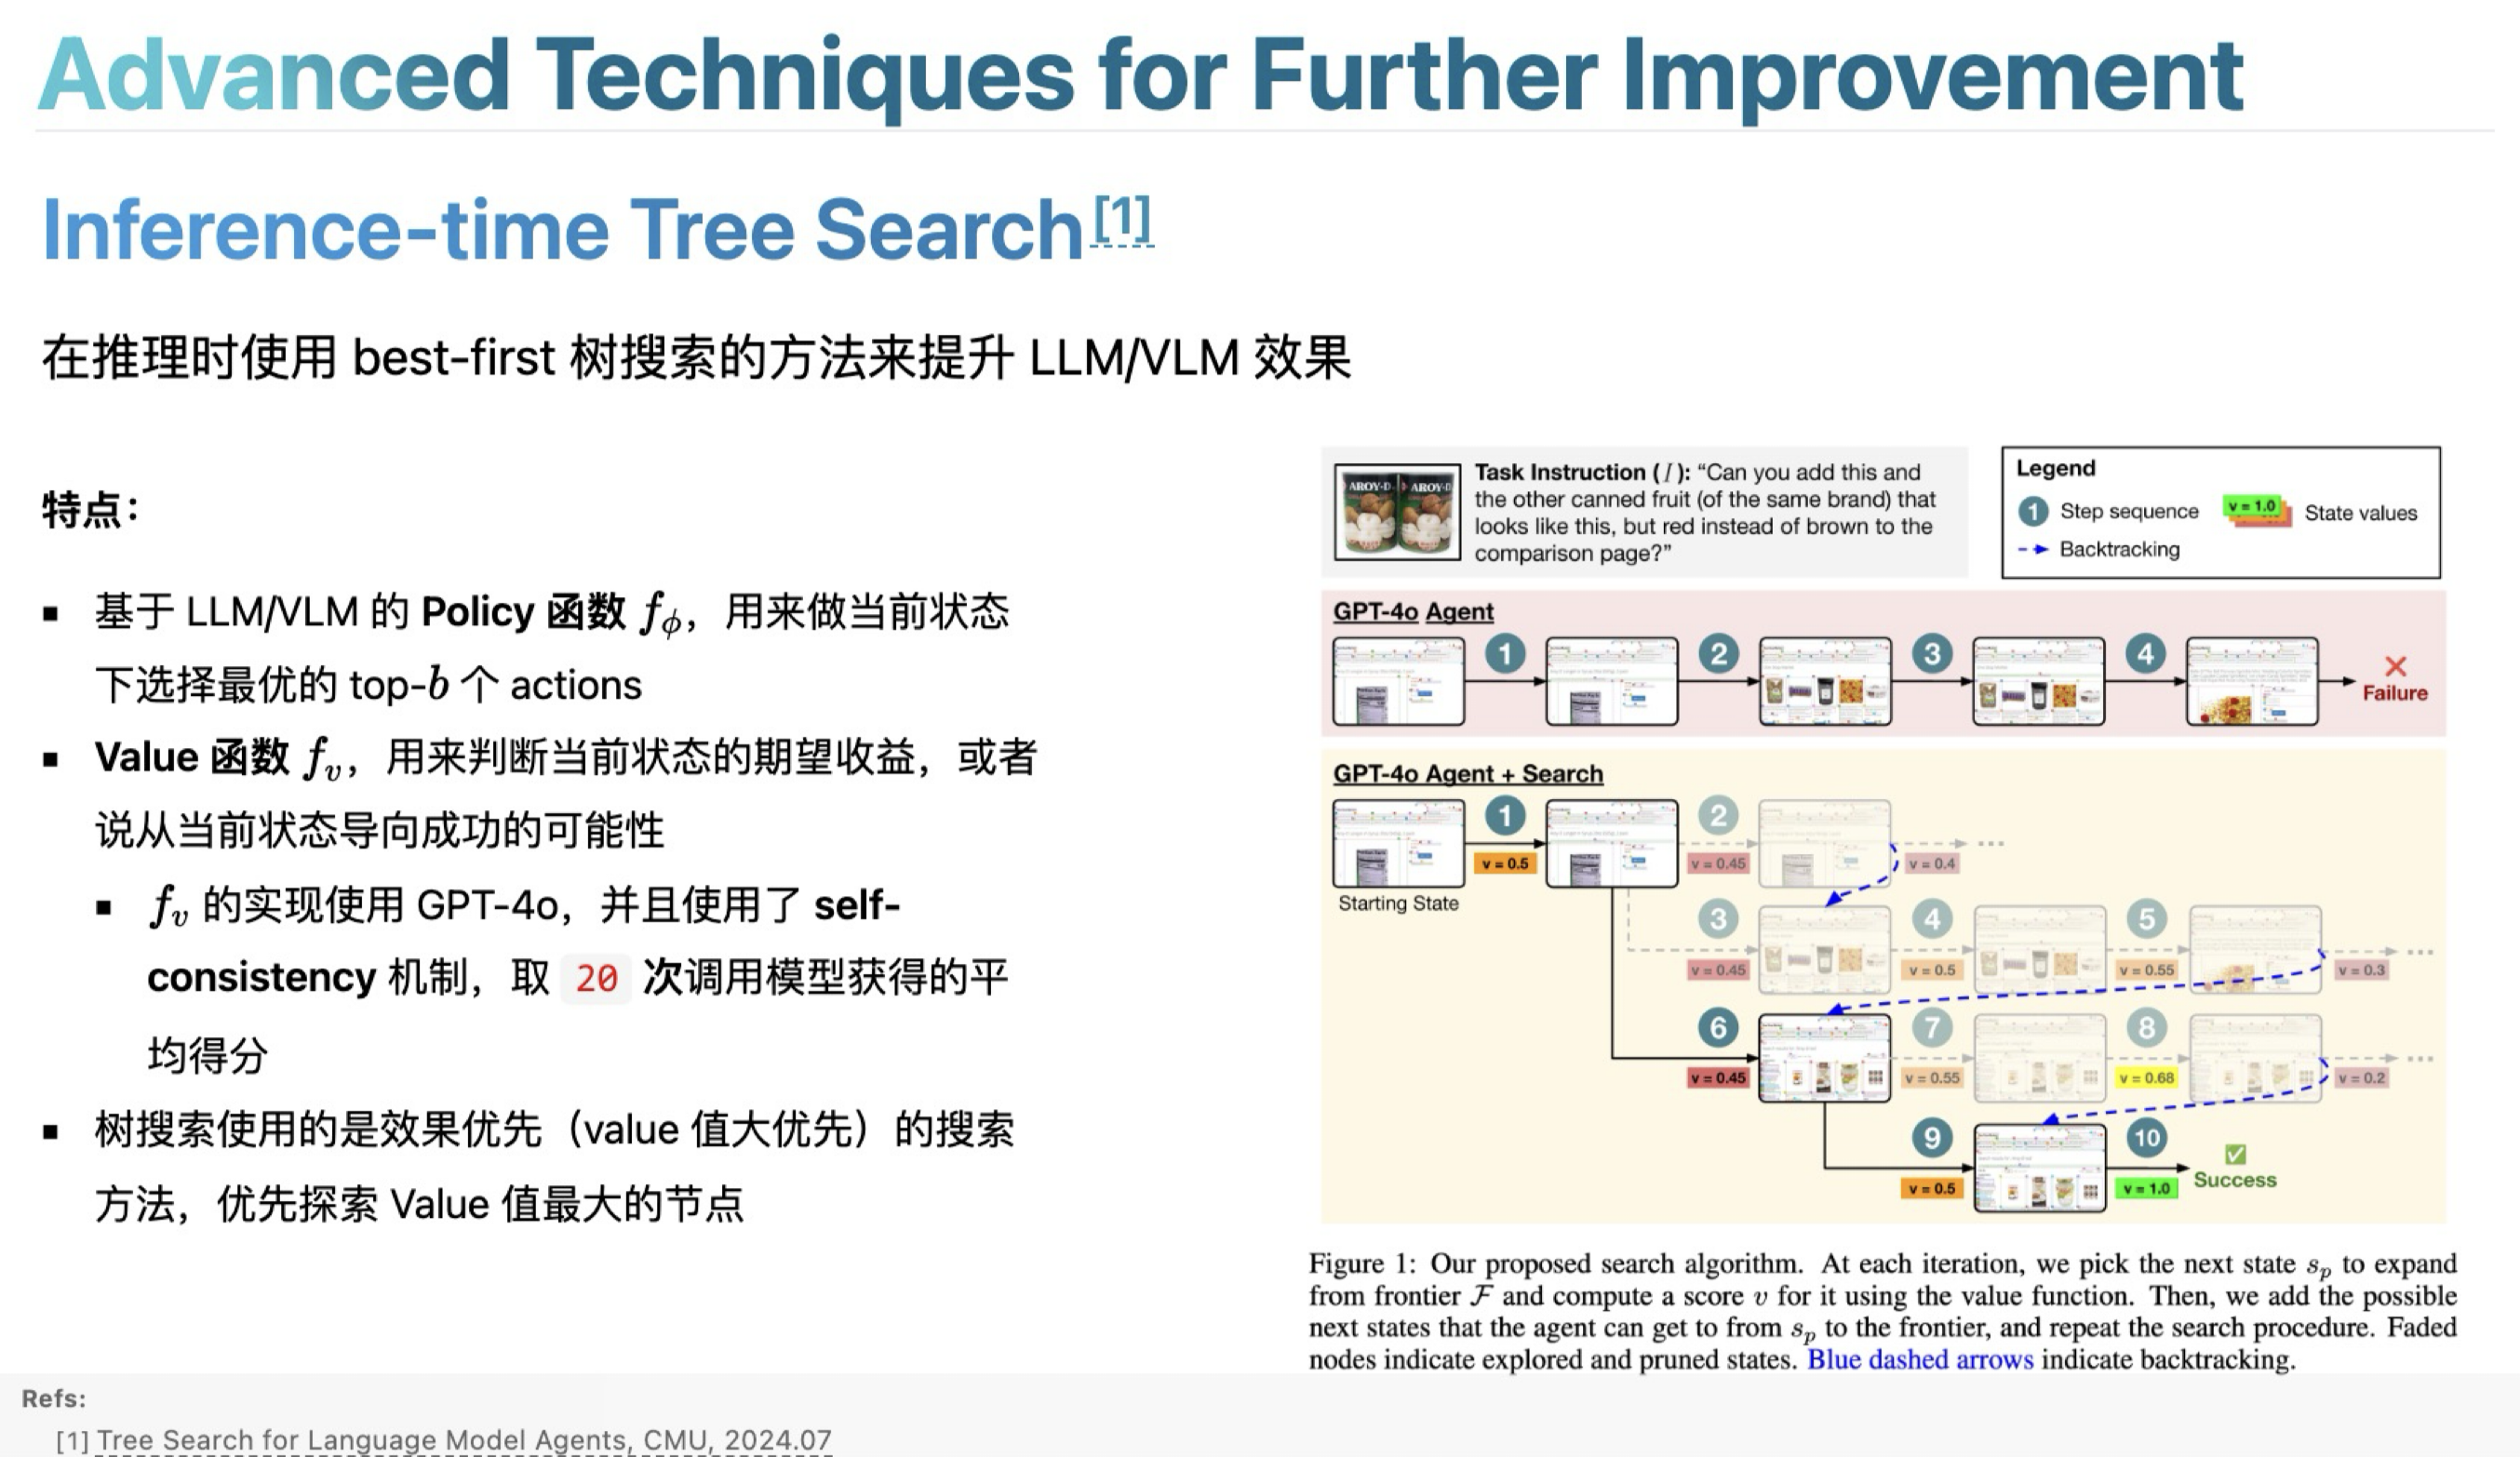 Advanced Techniques for Further Improvement
Inference-time Tree Search[1]
在推理时使用 best-first 树搜索的方法来提升 LLM/VLM 效果
特点：
▪ 基于 LLM/VLM 的 Policy 函数 fϕ，用来做当前状态
下选择最优的 top-b 个 actions
▪ Value 函数 fv，用来判断当前状态的期望收益，或者
说从当前状态导向成功的可能性
▪ fv 的实现使用 GPT-4o，并且使用了 self-
consistency 机制，取 20 次调用模型获得的平
均得分
▪ 树搜索使用的是效果优先（value 值大优先）的搜索
方法，优先探索 Value 值最大的节点
AROY-D AROY-D
Task Instruction (I): “Can you add this and
the other canned fruit (of the same brand) that
looks like this, but red instead of brown to the
comparison page?”
Legend
1 Step sequence
v = 1.0 State values
Backtracking
GPT-4o Agent
1 2 3 4
Failure
GPT-4o Agent + Search
1 2
v = 0.5 v = 0.45 v = 0.4 ...
Starting State
3 4 5
v = 0.45 v = 0.5 v = 0.55 v = 0.3 ...
6 7 8
v = 0.45 v = 0.55 v = 0.68 v = 0.2 ...
9 10
v = 0.5 v = 1.0 Success
Figure 1: Our proposed search algorithm. At each iteration, we pick the next state sp to expand
from frontier F and compute a score v for it using the value function. Then, we add the possible
next states that the agent can get to from sp to the frontier, and repeat the search procedure. Faded
nodes indicate explored and pruned states. Blue dashed arrows indicate backtracking.
Refs:
[1] Tree Search for Language Model Agents, CMU, 2024.07